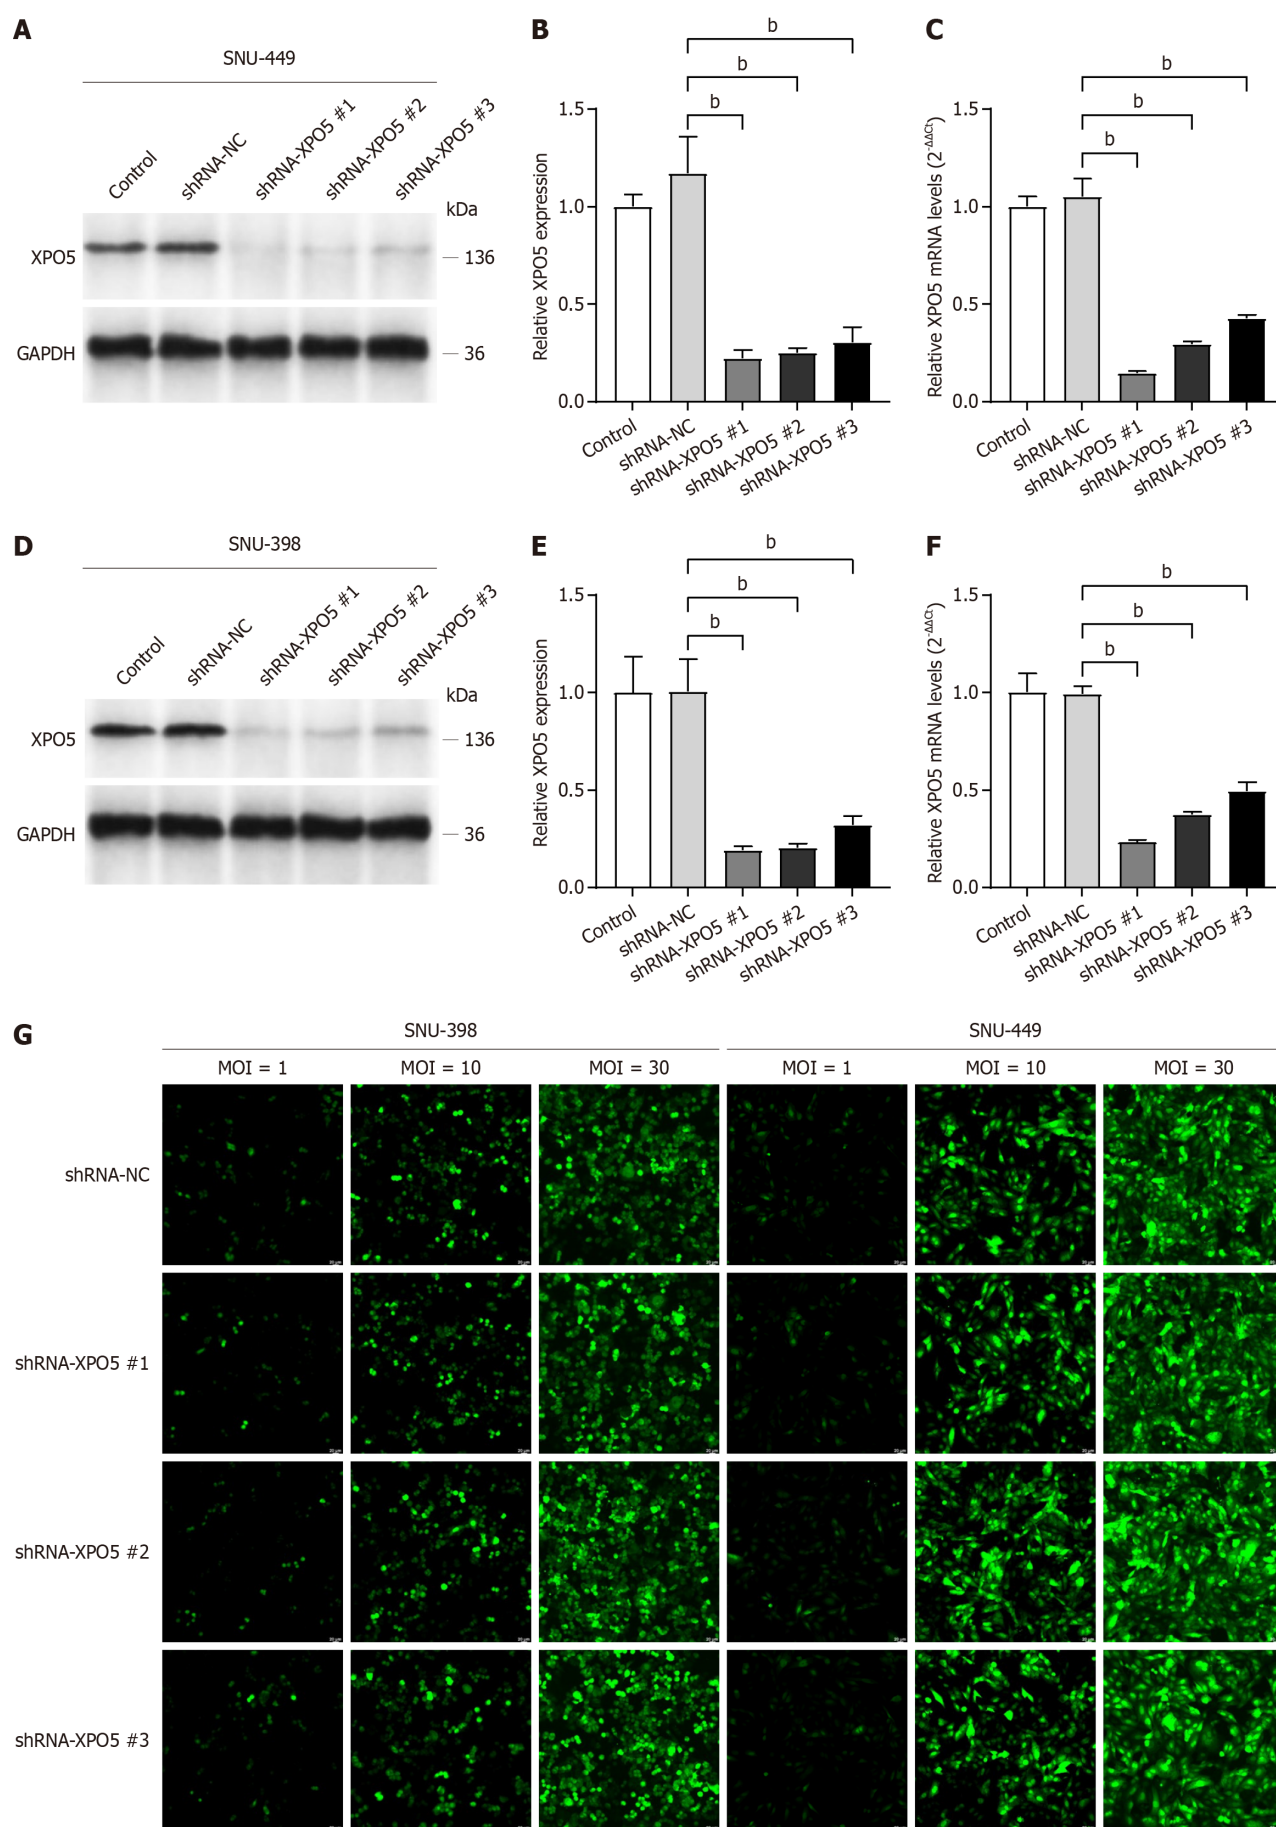 A
SNU-449
Control
shRNA-NC
shRNA-XPO5 #1
shRNA-XPO5 #2
shRNA-XPO5 #3
kDa
XPO5
136
GAPDH
36
B
b
b
b
Relative XPO5 expression
1.5
1.0
0.5
0.0
Control
shRNA-NC
shRNA-XPO5 #1
shRNA-XPO5 #2
shRNA-XPO5 #3
C
b
b
b
Relative XPO5 mRNA levels (2-ΔΔCt)
1.5
1.0
0.5
0.0
Control
shRNA-NC
shRNA-XPO5 #1
shRNA-XPO5 #2
shRNA-XPO5 #3
D
SNU-398
Control
shRNA-NC
shRNA-XPO5 #1
shRNA-XPO5 #2
shRNA-XPO5 #3
kDa
XPO5
136
GAPDH
36
E
b
b
b
Relative XPO5 expression
1.5
1.0
0.5
0.0
Control
shRNA-NC
shRNA-XPO5 #1
shRNA-XPO5 #2
shRNA-XPO5 #3
F
b
b
b
Relative XPO5 mRNA levels (2-ΔΔCt)
1.5
1.0
0.5
0.0
Control
shRNA-NC
shRNA-XPO5 #1
shRNA-XPO5 #2
shRNA-XPO5 #3
G
SNU-398 SNU-449
MOI = 1 MOI = 10 MOI = 30 MOI = 1 MOI = 10 MOI = 30
shRNA-NC
shRNA-XPO5 #1
shRNA-XPO5 #2
shRNA-XPO5 #3